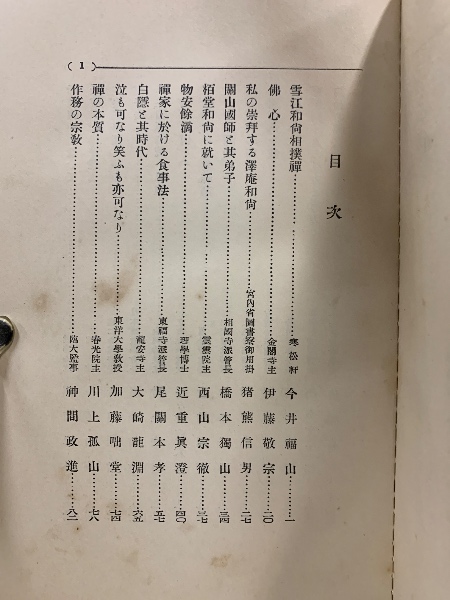 目次
雪江和尚相撲禪……寒松軒 今井福山……一
佛心……金閣寺主 伊藤敬宗……二〇
私の崇拜する澤庵和尙……宮內省圖書寮御用掛 猪熊信男……二七
關山國師と其弟子……相國寺派管長 橋本獨山……三四
栢堂和尙に就いて……雲霞院主 西山宗徹……三七
物安餘滴……理學博士 近重眞澄……四〇
禪家に於ける食事法……東福寺派管長 尾關本孝……五七
白隱と其時代……龍安寺主 大崎龍淵……六五
泣も可なり笑ふも亦可なり……東洋大學敎授 加藤咄堂……七四
禪の本質……春光院主 川上孤山……七八
作務の宗敎……臨大監事 神間政進……八二
( 1 )